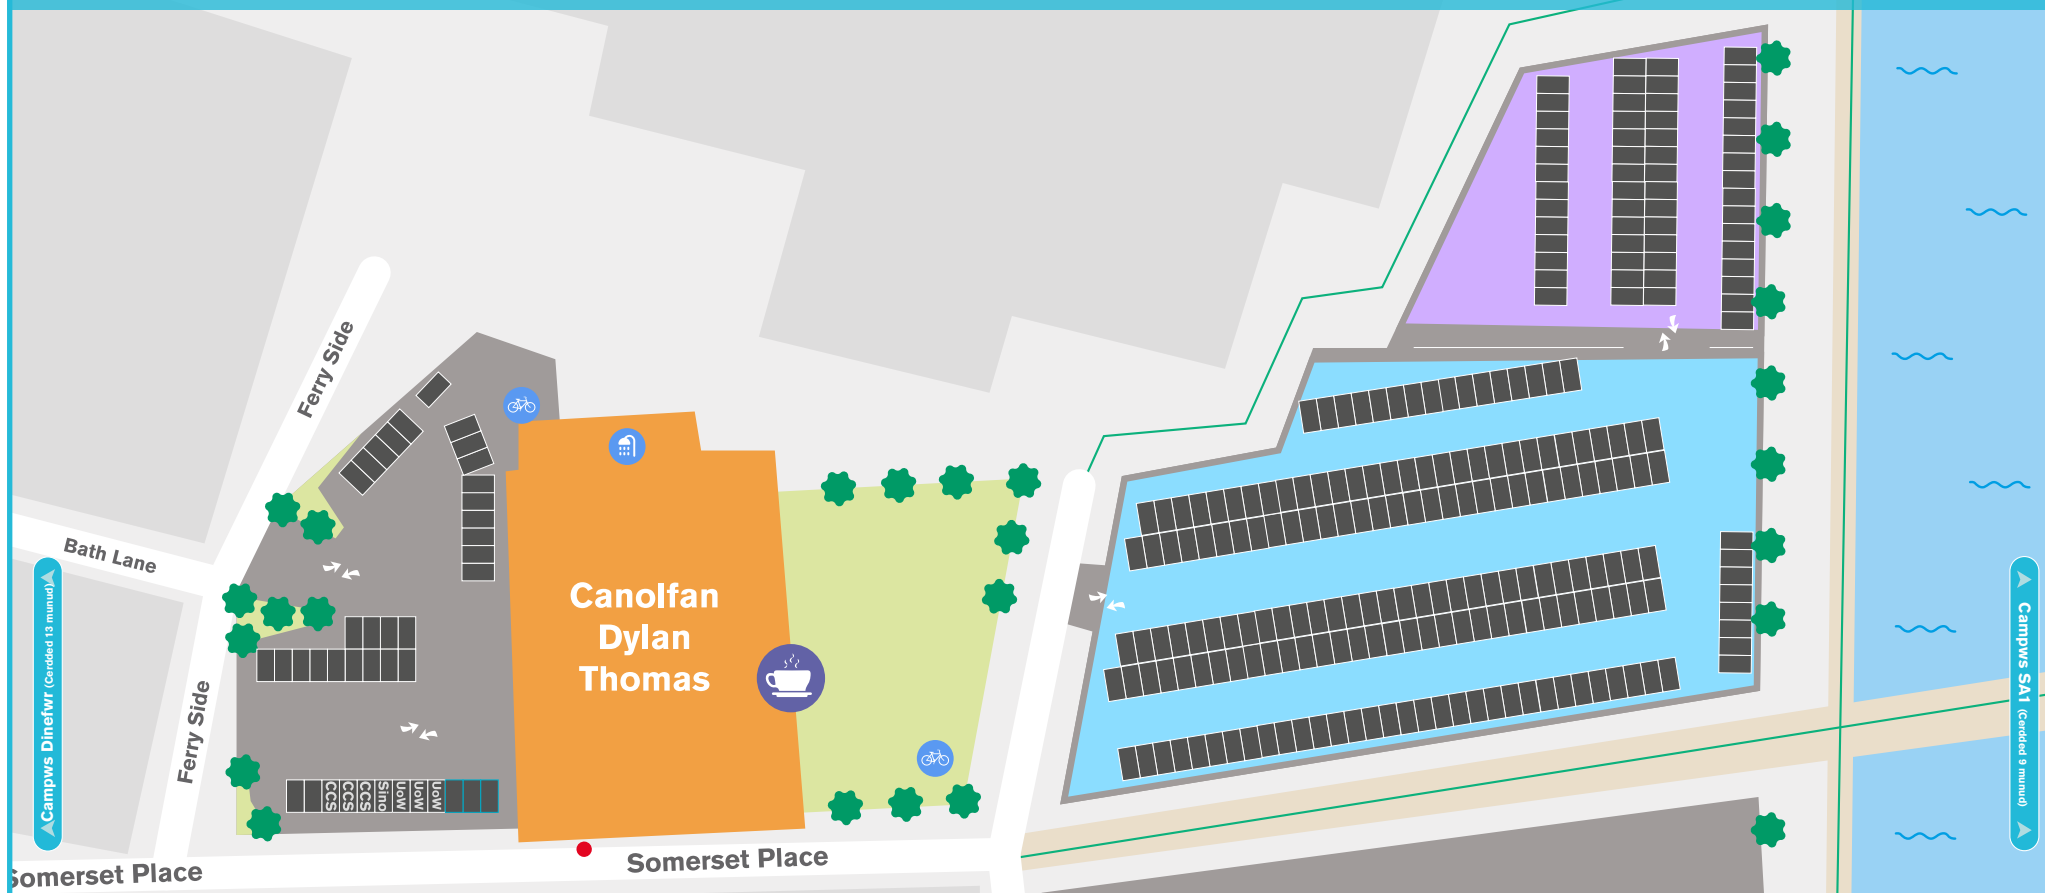 Ferry Side
Bath Lane
Campws Dinefwr (Cerdded 13 munud)
Ferry Side
Canolfan
Dylan
Thomas
Campws SA1 (Cerdded 9 munud)
CCS
CCS
CCS
Sino
UoW
UoW
UoW
Somerset Place
Somerset Place